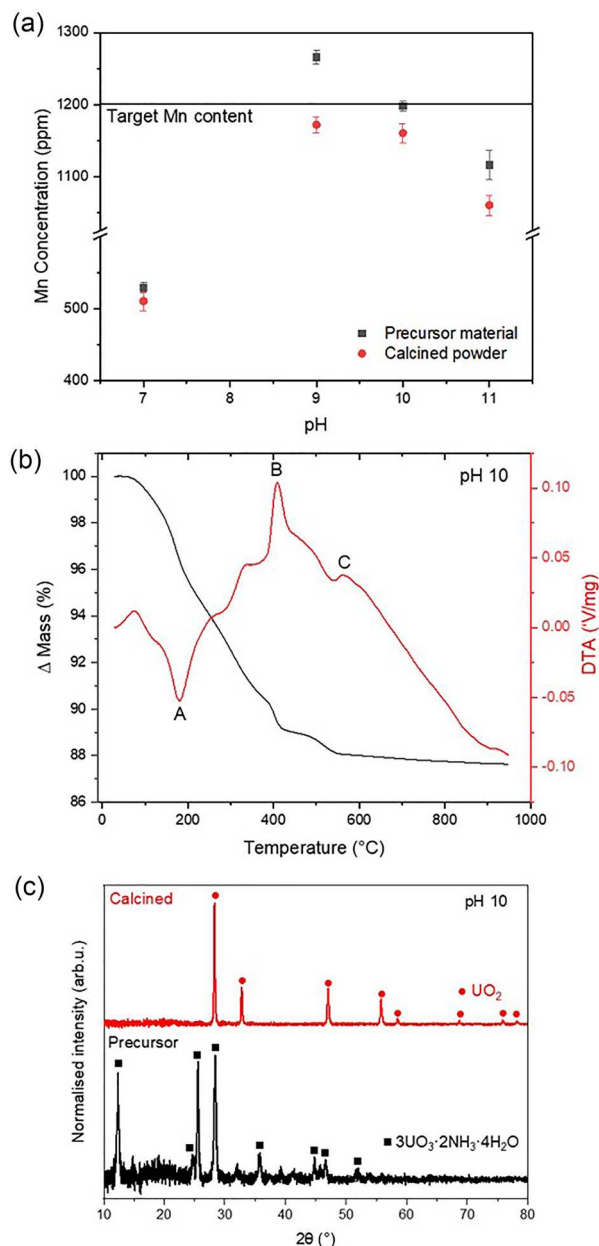 (a)
1300
1200
1100
500
400
Mn Concentration (ppm)
Target Mn content
Precursor material
Calcined powder
7
8
9
10
11
pH
(b)
B
pH 10
C
A
100
98
96
94
92
90
88
86
Δ Mass (%)
0.10
0.05
0.00
-0.05
-0.10
DTA ('V/mg)
0
200
400
600
800
1000
Temperature (°C)
(c)
Calcined
pH 10
UO₂
Precursor
3UO₃·2NH₃·4H₂O
Normalised intensity (arb.u.)
10
20
30
40
50
60
70
80
2θ (°)